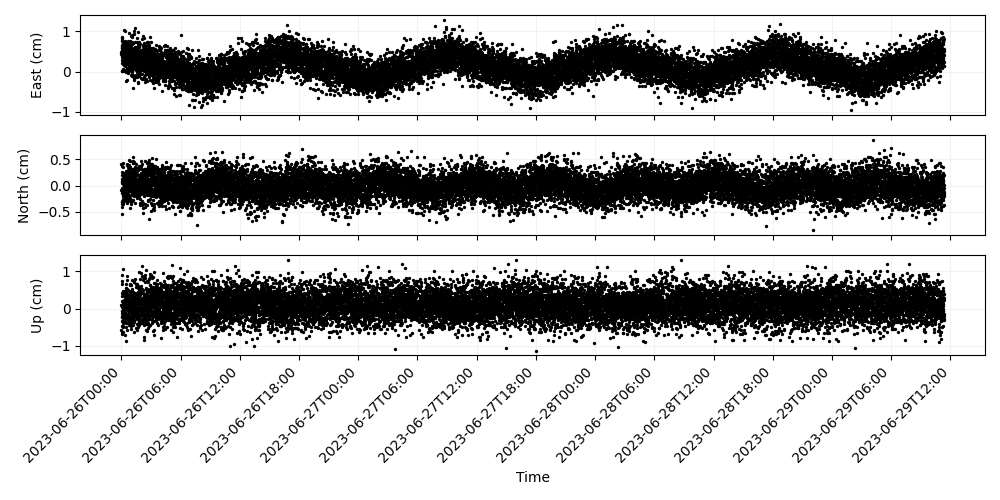 East (cm)
1
0
−1
North (cm)
0.5
0.0
−0.5
Up (cm)
1
0
−1
2023-06-26T00:00
2023-06-26T06:00
2023-06-26T12:00
2023-06-26T18:00
2023-06-27T00:00
2023-06-27T06:00
2023-06-27T12:00
2023-06-27T18:00
2023-06-28T00:00
2023-06-28T06:00
2023-06-28T12:00
2023-06-28T18:00
2023-06-29T00:00
2023-06-29T06:00
2023-06-29T12:00
Time